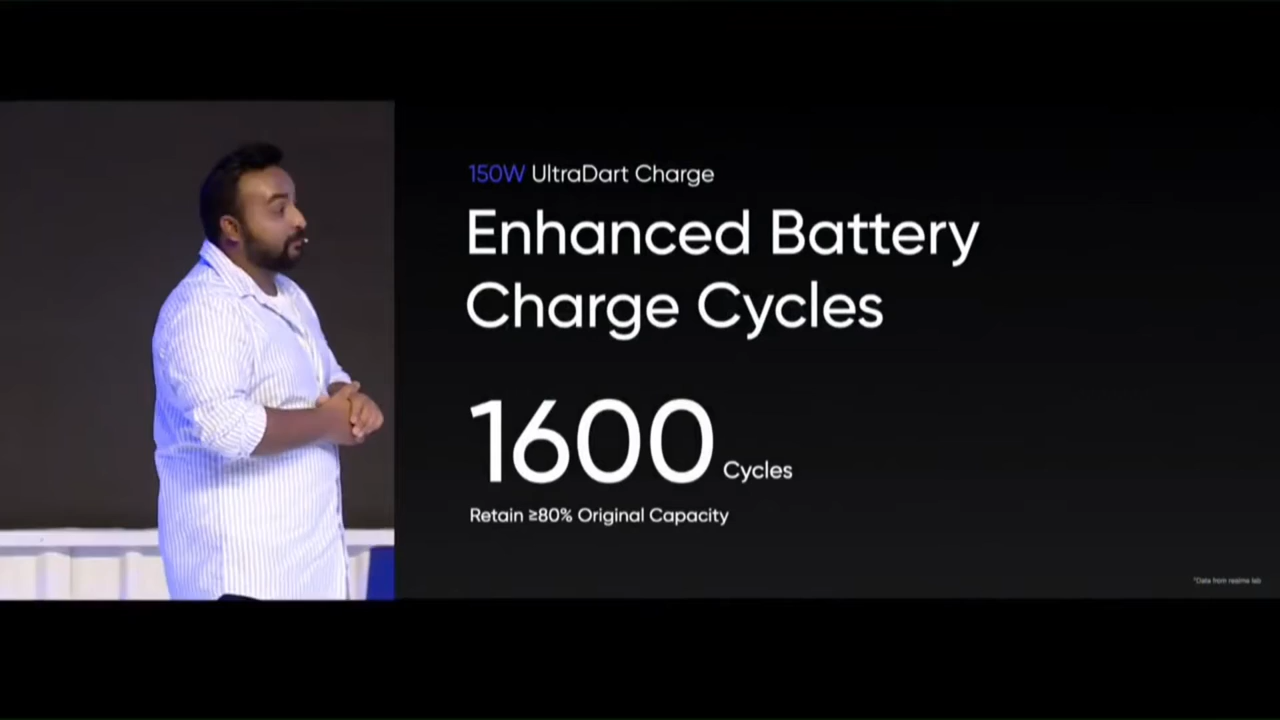 150W UltraDart Charge
Enhanced Battery
Charge Cycles
1600 Cycles
Retain ≥80% Original Capacity
*Data from realme lab